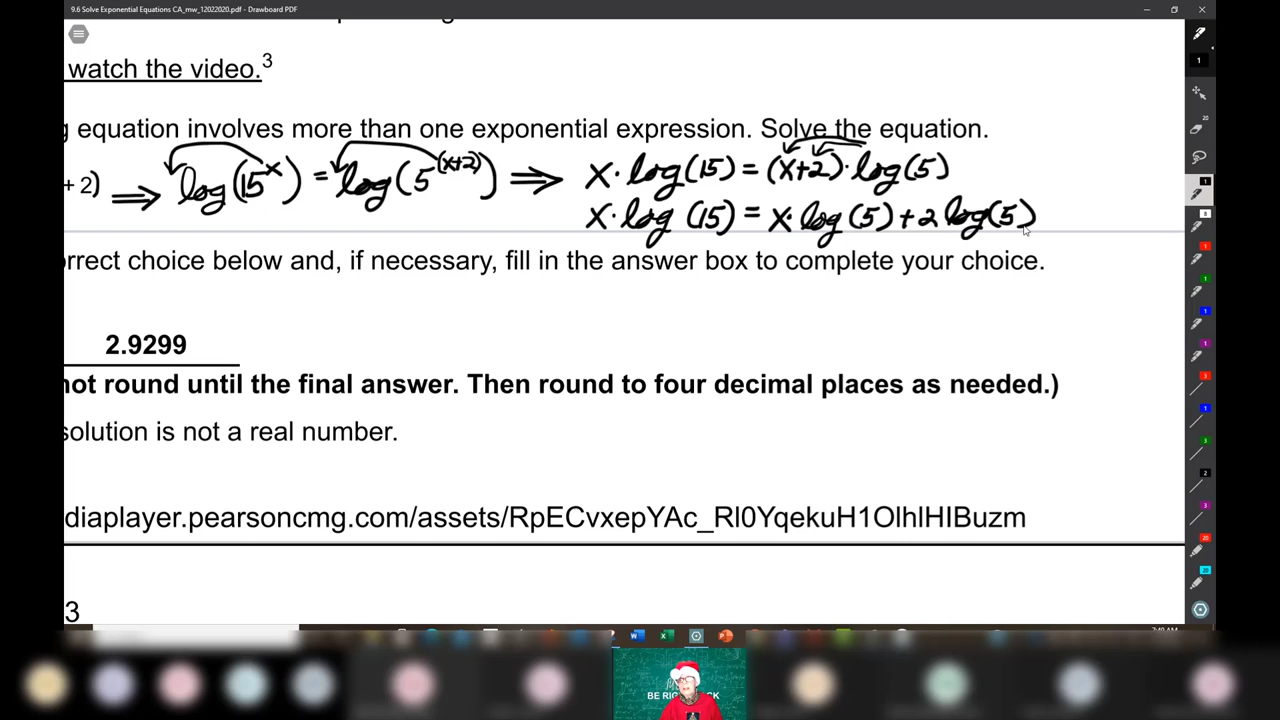 9.6 Solve Exponential Equations CA_mw_12022020.pdf - Drawboard PDF
watch the video.3
equation involves more than one exponential expression. Solve the equation.
+ 2) ⟹ log(15^x) = log(5^(x+2)) ⟹ x·log(15) = (x+2)·log(5)
x·log(15) = x·log(5) + 2log(5)
choice below and, if necessary, fill in the answer box to complete your choice.
2.9299
not round until the final answer. Then round to four decimal places as needed.)
solution is not a real number.
diaplayer.pearsoncmg.com/assets/RpECvxepYAc_Rl0YqekuH1OlhlHIBuzm
3